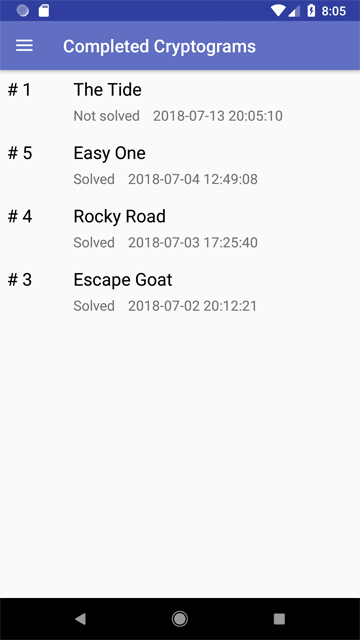 8:05
Completed Cryptograms
# 1 The Tide
Not solved 2018-07-13 20:05:10
# 5 Easy One
Solved 2018-07-04 12:49:08
# 4 Rocky Road
Solved 2018-07-03 17:25:40
# 3 Escape Goat
Solved 2018-07-02 20:12:21